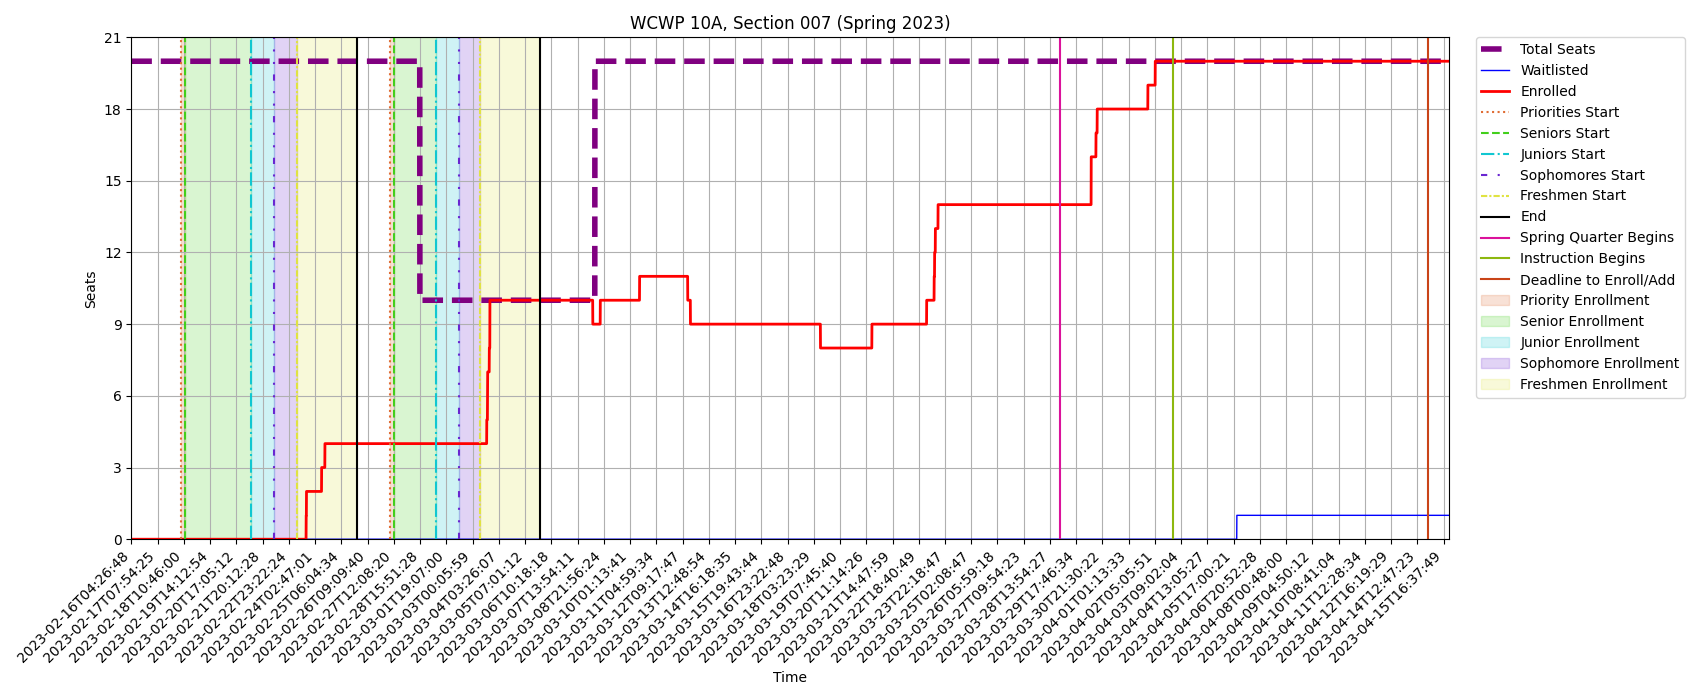 WCWP 10A, Section 007 (Spring 2023)
Seats
21
18
15
12
9
6
3
0
2023-02-16T04:26:48
2023-02-17T07:54:25
2023-02-18T10:46:00
2023-02-19T14:12:54
2023-02-20T17:05:12
2023-02-21T20:12:28
2023-02-22T23:22:24
2023-02-24T02:47:01
2023-02-25T06:04:34
2023-02-26T09:09:40
2023-02-27T12:08:20
2023-02-28T15:51:28
2023-03-01T19:07:00
2023-03-03T00:05:59
2023-03-04T03:26:07
2023-03-05T07:01:12
2023-03-06T10:18:18
2023-03-07T13:54:11
2023-03-08T21:56:24
2023-03-10T01:13:41
2023-03-11T04:59:34
2023-03-12T09:17:47
2023-03-13T12:48:54
2023-03-14T16:18:35
2023-03-15T19:43:44
2023-03-16T23:22:48
2023-03-18T03:23:29
2023-03-19T07:45:40
2023-03-20T11:14:26
2023-03-21T14:47:59
2023-03-22T18:40:49
2023-03-23T22:18:47
2023-03-25T02:08:47
2023-03-26T05:59:18
2023-03-27T09:54:23
2023-03-28T13:54:27
2023-03-29T17:46:34
2023-03-30T21:30:22
2023-04-01T01:13:33
2023-04-02T05:05:51
2023-04-03T09:02:04
2023-04-04T13:05:27
2023-04-05T17:00:21
2023-04-06T20:52:28
2023-04-08T00:48:00
2023-04-09T04:50:12
2023-04-10T08:41:04
2023-04-11T12:28:34
2023-04-12T16:19:29
2023-04-14T12:47:23
2023-04-15T16:37:49
Time
Total Seats
Waitlisted
Enrolled
Priorities Start
Seniors Start
Juniors Start
Sophomores Start
Freshmen Start
End
Spring Quarter Begins
Instruction Begins
Deadline to Enroll/Add
Priority Enrollment
Senior Enrollment
Junior Enrollment
Sophomore Enrollment
Freshmen Enrollment